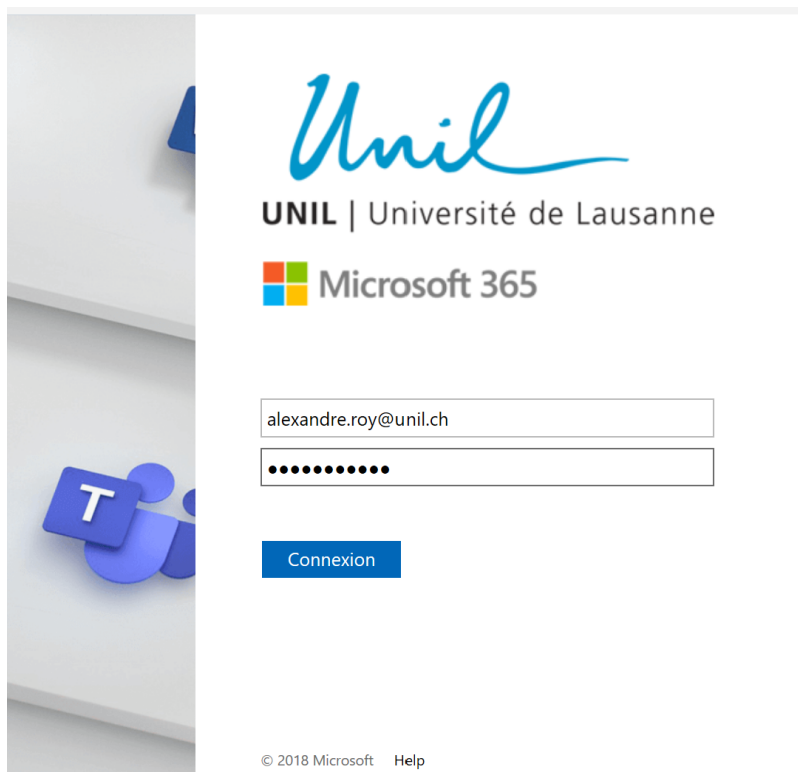 Unil
UNIL | Université de Lausanne
Microsoft 365
alexandre.roy@unil.ch
●●●●●●●●●●●
T
Connexion
© 2018 Microsoft Help